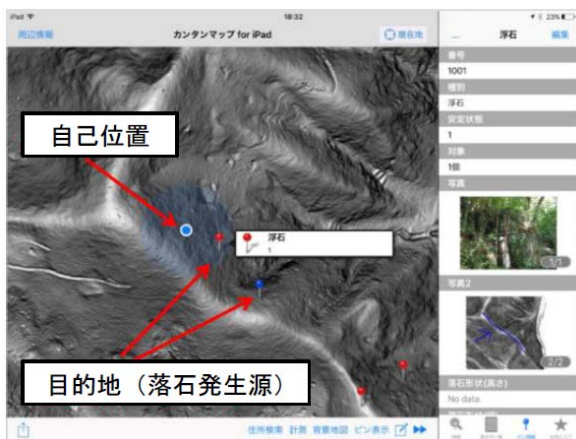 iPad
18:32
23%
周辺情報
カンタンマップ for iPad
現在地
...
浮石
編集
番号
1001
種別
浮石
安定状態
1
対象
1個
写真
1/1
写真2
2/2
落石形状(高さ)
No data.
自己位置
浮石
1
目的地(落石発生源)
住所検索 計測 背景地図 ピン表示